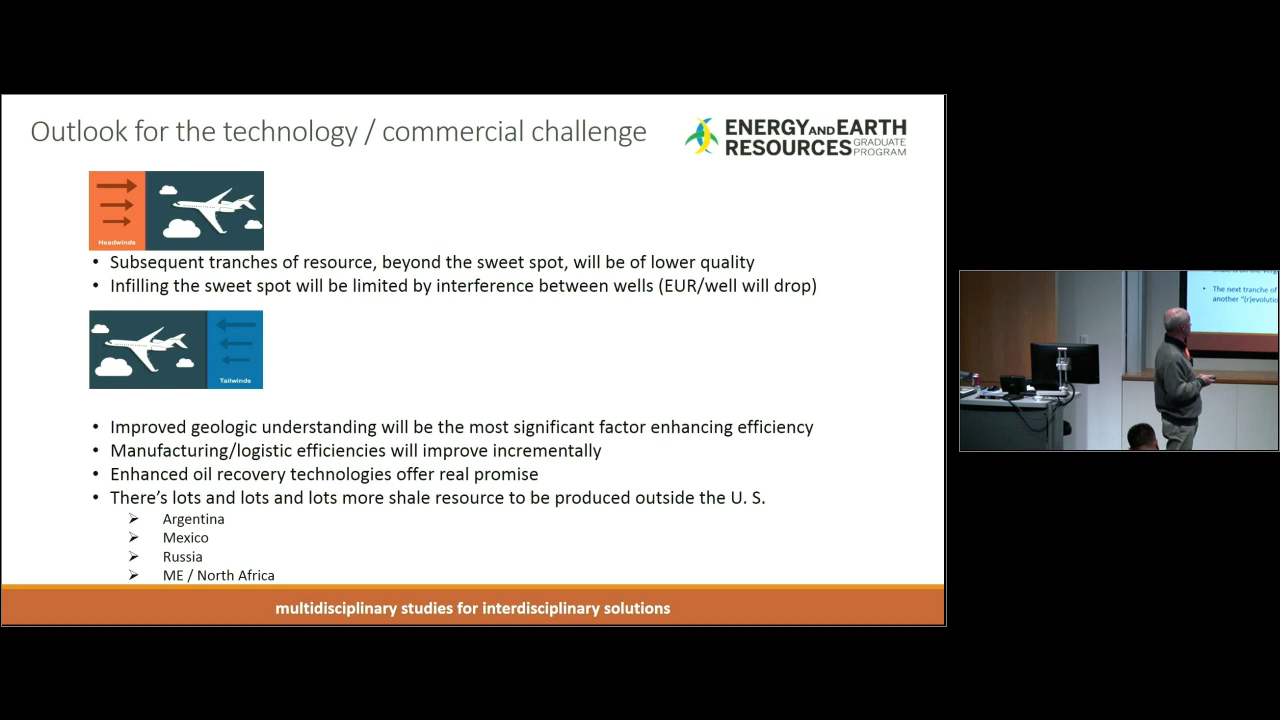 Outlook for the technology / commercial challenge
ENERGY AND EARTH
RESOURCES GRADUATE
PROGRAM
Headwinds
• Subsequent tranches of resource, beyond the sweet spot, will be of lower quality
• Infilling the sweet spot will be limited by interference between wells (EUR/well will drop)
Tailwinds
• Improved geologic understanding will be the most significant factor enhancing efficiency
• Manufacturing/logistic efficiencies will improve incrementally
• Enhanced oil recovery technologies offer real promise
• There's lots and lots and lots more shale resource to be produced outside the U. S.
➢ Argentina
➢ Mexico
➢ Russia
➢ ME / North Africa
multidisciplinary studies for interdisciplinary solutions
• The next tranche of
another "(r)evolutio